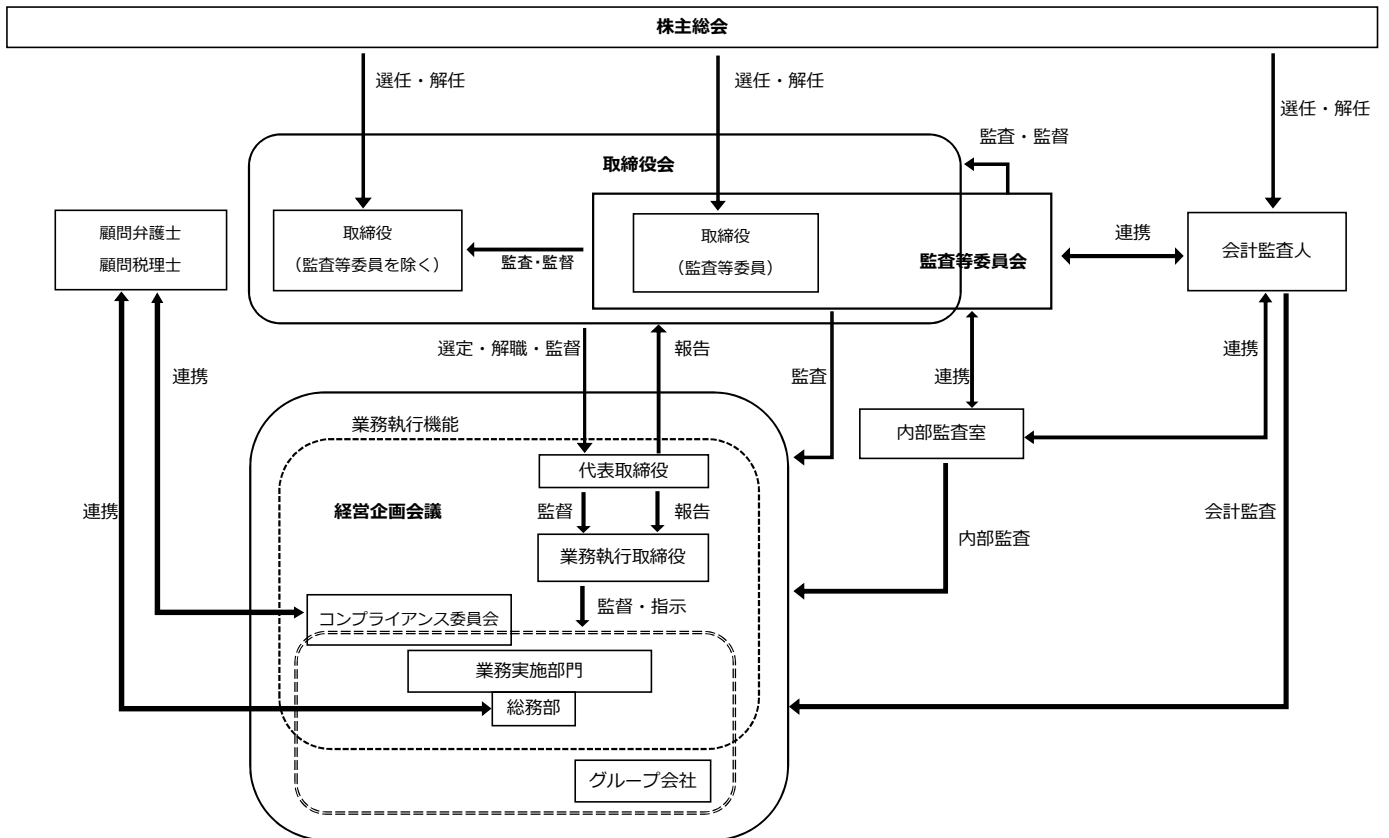 株主総会
選任・解任
選任・解任
選任・解任
監査・監督
取締役会
顧問弁護士
顧問税理士
取締役
（監査等委員を除く）
監査・監督
取締役
（監査等委員）
監査等委員会
連携
会計監査人
選定・解職・監督
報告
監査
連携
連携
連携
業務執行機能
内部監査室
代表取締役
経営企画会議
監督
報告
連携
会計監査
内部監査
業務執行取締役
監督・指示
コンプライアンス委員会
業務実施部門
総務部
グループ会社